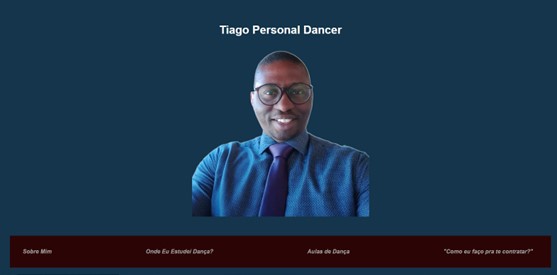 Tiago Personal Dancer
Sobre Mim
Onde Eu Estudei Dança?
Aulas de Dança
"Como eu faço pra te contratar?"